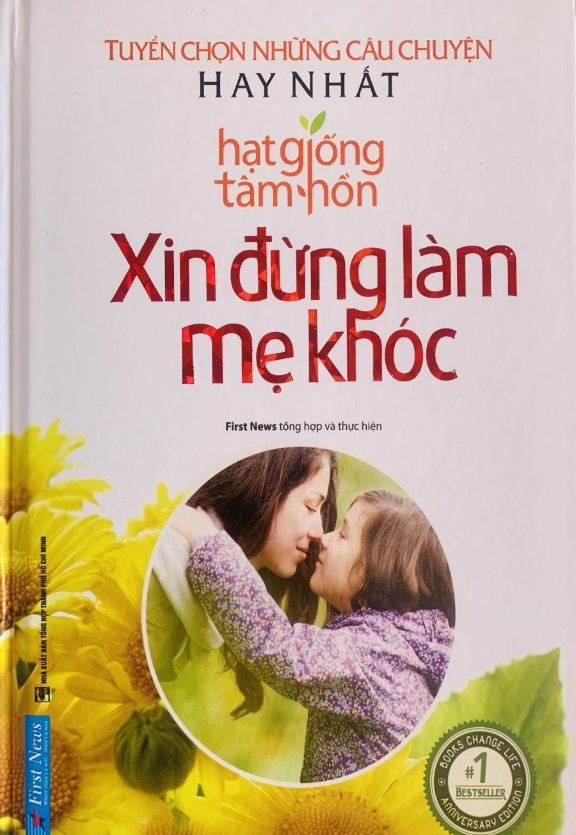 TUYỂN CHỌN NHỮNG CÂU CHUYỆN
HAY NHẤT
hạt giống
tâm hồn
Xin đừng làm
mẹ khóc
First News tổng hợp và thực hiện
NHÀ XUẤT BẢN TỔNG HỢP THÀNH PHỐ HỒ CHÍ MINH
First News
BOOKS CHANGE LIFE
#1
BESTSELLER
ANNIVERSARY EDITION